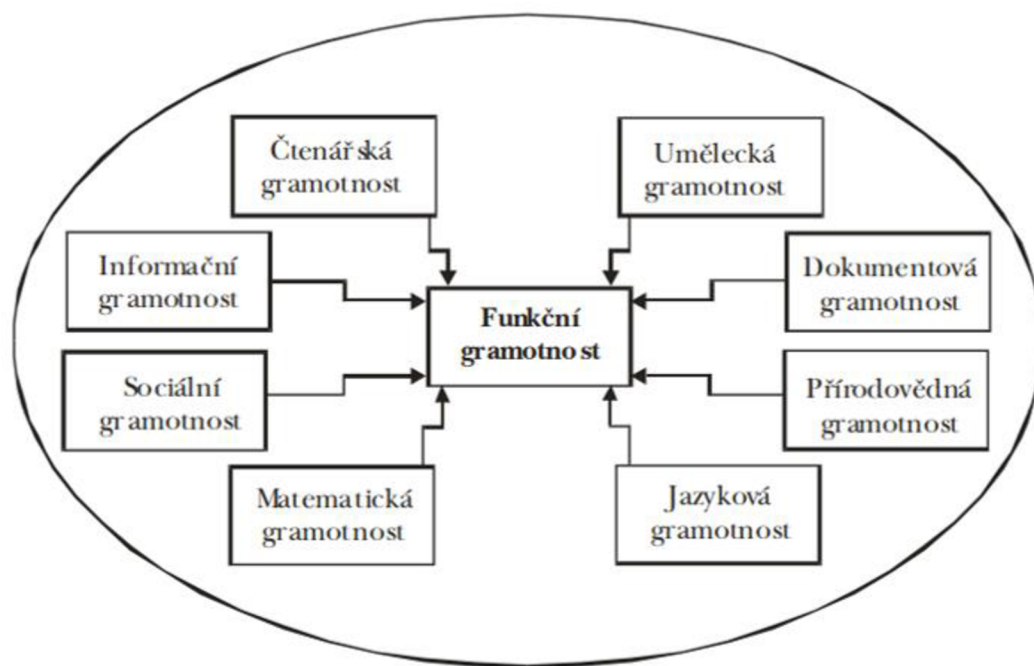 Čtenářská
gramotnost
Umělecká
gramotnost
Informační
gramotnost
Dokumentová
gramotnost
Funkční
gramotnost
Sociální
gramotnost
Přírodovědná
gramotnost
Matematická
gramotnost
Jazyková
gramotnost